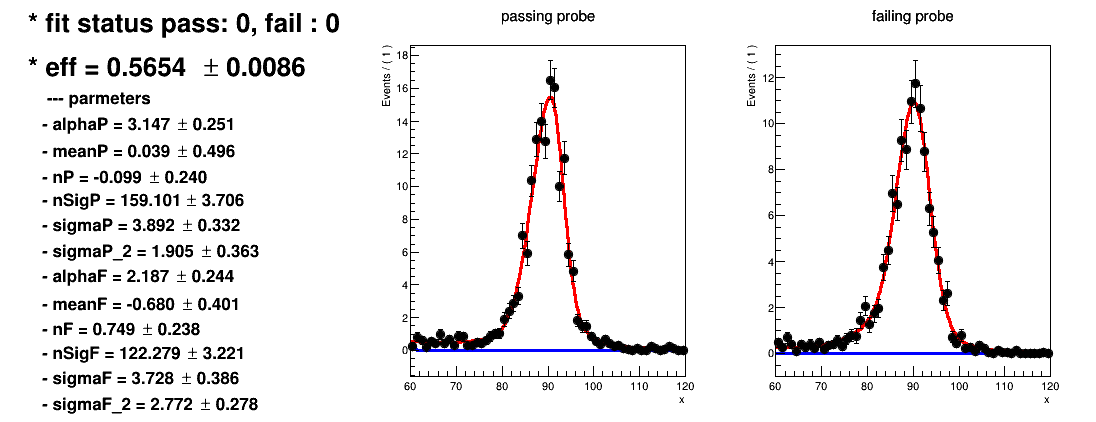 * fit status pass: 0, fail : 0
* eff = 0.5654 ± 0.0086
--- parmeters
- alphaP = 3.147 ± 0.251
- meanP = 0.039 ± 0.496
- nP = -0.099 ± 0.240
- nSigP = 159.101 ± 3.706
- sigmaP = 3.892 ± 0.332
- sigmaP_2 = 1.905 ± 0.363
- alphaF = 2.187 ± 0.244
- meanF = -0.680 ± 0.401
- nF = 0.749 ± 0.238
- nSigF = 122.279 ± 3.221
- sigmaF = 3.728 ± 0.386
- sigmaF_2 = 2.772 ± 0.278
passing probe
Events / ( 1 )
18
16
14
12
10
8
6
4
2
0
60 70 80 90 100 110 120
x
failing probe
Events / ( 1 )
12
10
8
6
4
2
0
60 70 80 90 100 110 120
x